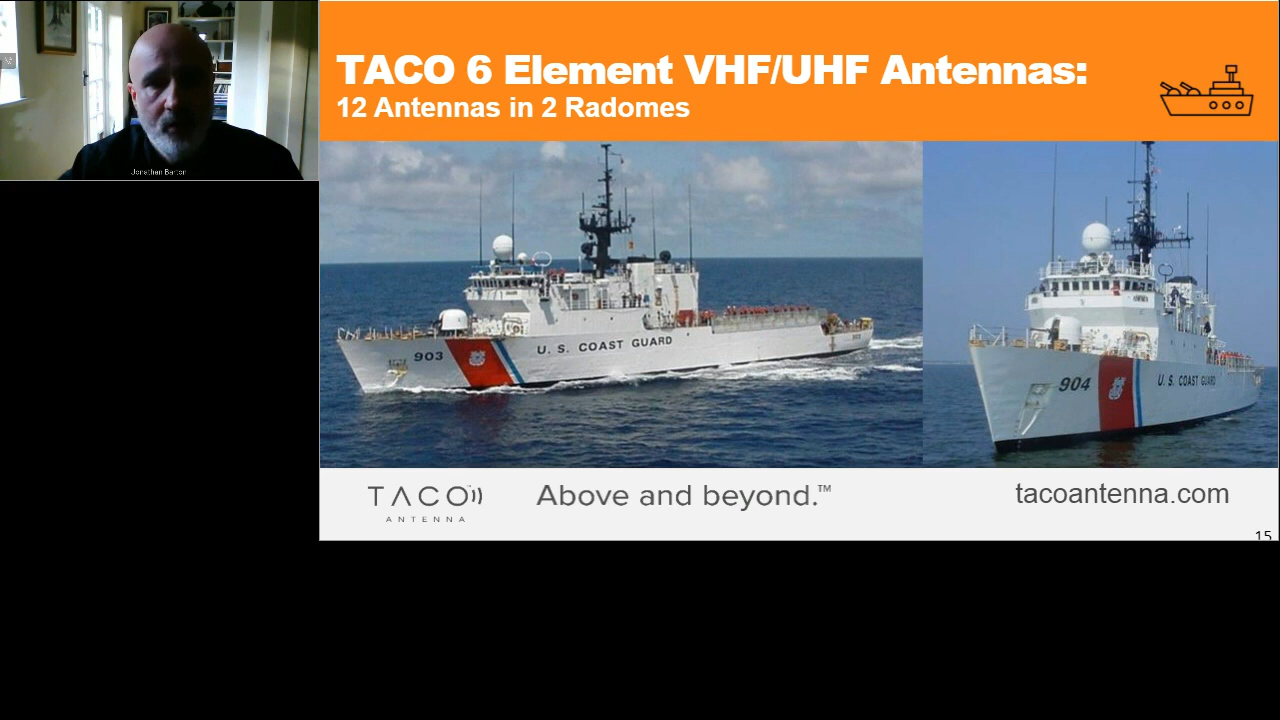 Jonathan Barton
TACO 6 Element VHF/UHF Antennas:
12 Antennas in 2 Radomes
903
U. S. COAST GUARD
904
U. S. COAST GUARD
TACO
ANTENNA
Above and beyond.™
tacoantenna.com
15